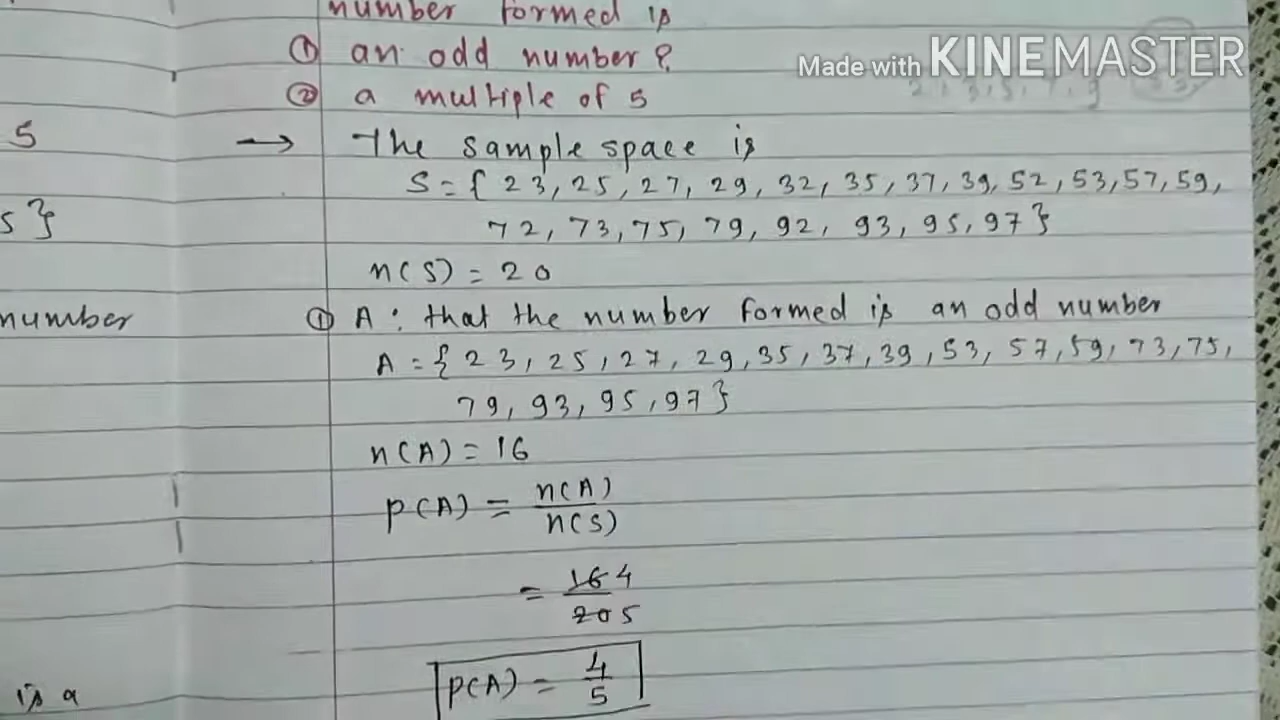 number formed is
① an odd number?
② a multiple of 5
Made with KINEMASTER
5
→ The sample space is
S = { 23, 25, 27, 29, 32, 35, 37, 39, 52, 53, 57, 59,
s }
72, 73, 75, 79, 92, 93, 95, 97 }
n(S) = 20
number
① A : that the number formed is an odd number
A = { 23, 25, 27, 29, 35, 37, 39, 53, 57, 59, 73, 75,
79, 93, 95, 97 }
n(A) = 16
P(A) = n(A) / n(S)
= 16 4 / 20 5
is a
P(A) = 4 / 5